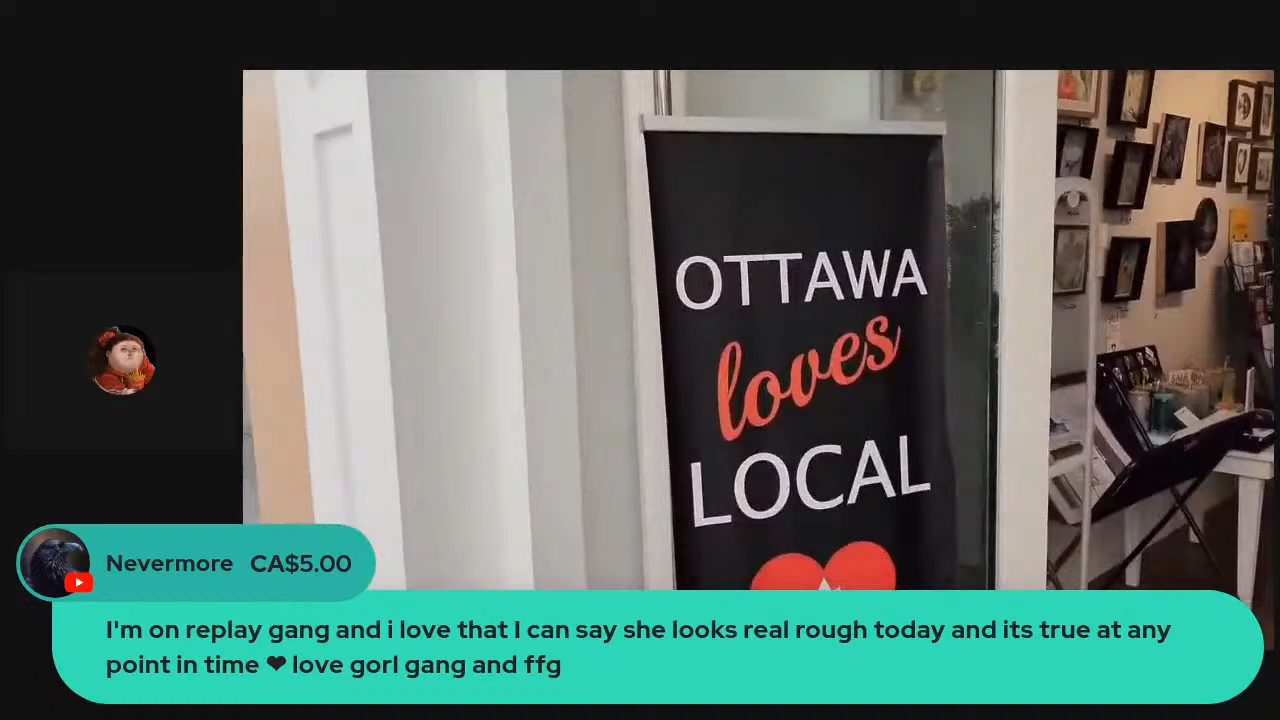 OTTAWA
loves
LOCAL
Nevermore CA$5.00
I'm on replay gang and i love that I can say she looks real rough today and its true at any
point in time ❤ love gorl gang and ffg